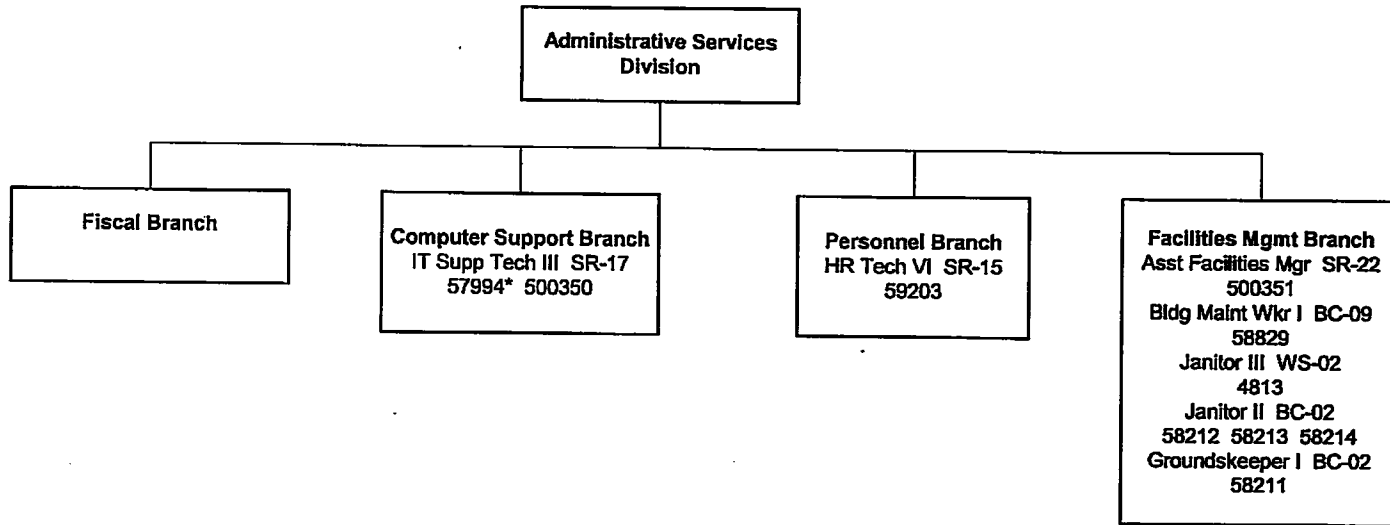 Administrative Services
Division
Fiscal Branch
Computer Support Branch
IT Supp Tech III SR-17
57994* 500350
Personnel Branch
HR Tech VI SR-15
59203
Facilities Mgmt Branch
Asst Facilities Mgr SR-22
500351
Bldg Maint Wkr I BC-09
58829
Janitor III WS-02
4813
Janitor II BC-02
58212 58213 58214
Groundskeeper I BC-02
58211